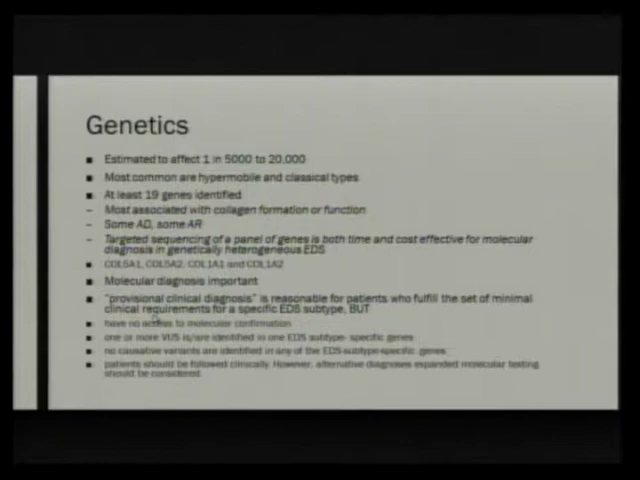 Genetics
Estimated to affect 1 in 5000 to 20,000
Most common are hypermobile and classical types
At least 19 genes identified
Most associated with collagen formation or function
Some AD, some AR
Targeted sequencing of a panel of genes is both time and cost effective for molecular
diagnosis in genetically heterogeneous EDS
COL5A1, COL5A2, COL1A1 and COL1A2
Molecular diagnosis important
"provisional clinical diagnosis" is reasonable for patients who fulfill the set of minimal
clinical requirements for a specific EDS subtype, BUT
have no access to molecular confirmation
one or more VUS is/are identified in one EDS subtype- specific genes
no causative variants are identified in any of the EDS-subtype-specific genes
patients should be followed clinically. However, alternative diagnoses expanded molecular testing
should be considered